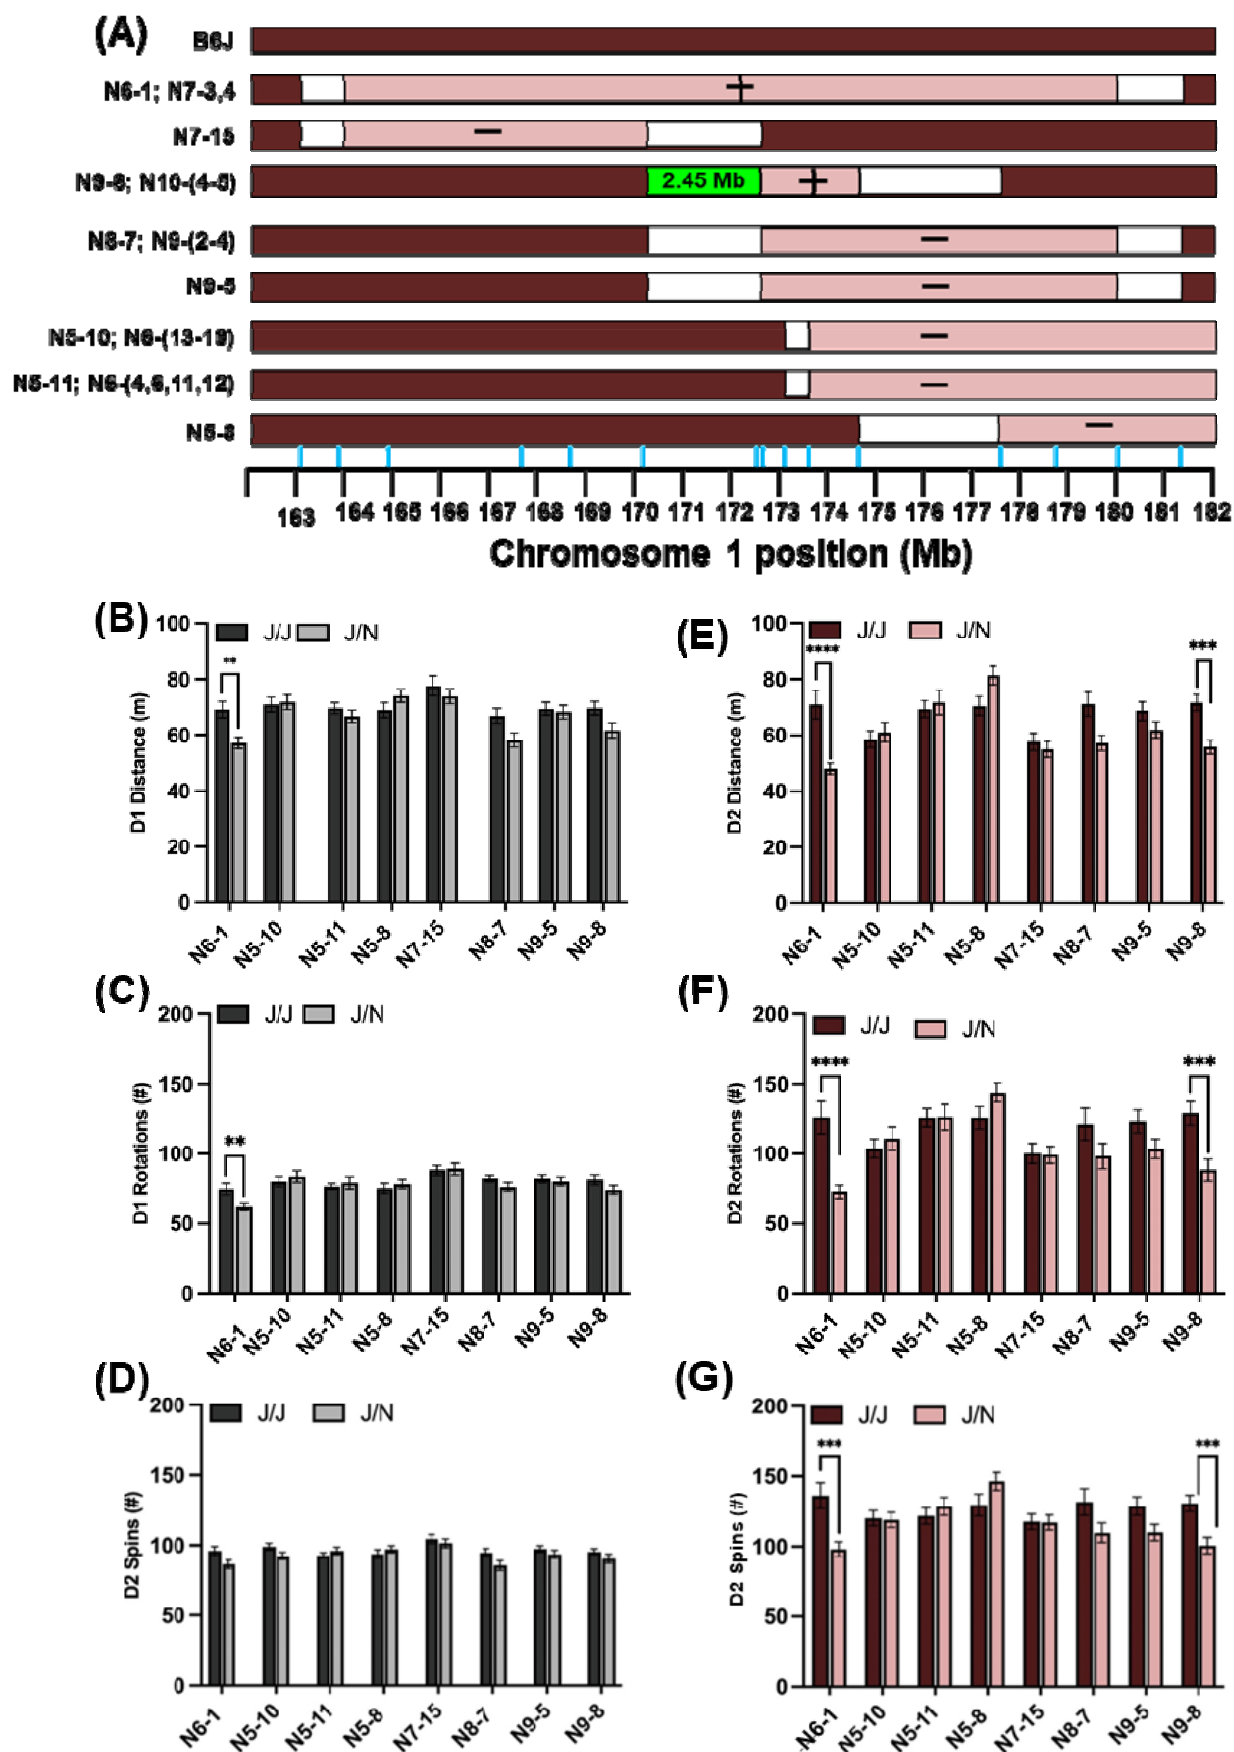 (A)
B6J
N6-1; N7-3,4
+
N7-15
−
N9-8; N10-(4-5)
2.45 Mb
+
N8-7; N9-(2-4)
−
N9-5
−
N5-10; N6-(13-19)
−
N5-11; N6-(4,6,11,12)
−
N5-8
−
163 164 165 166 167 168 169 170 171 172 173 174 175 176 177 178 179 180 181 182
Chromosome 1 position (Mb)
(B)
J/J J/N
**
D1 Distance (m)
100
80
60
40
20
0
N6-1 N5-10 N5-11 N5-8 N7-15 N8-7 N9-5 N9-8
(E)
J/J J/N
****
***
D2 Distance (m)
100
80
60
40
20
0
N6-1 N5-10 N5-11 N5-8 N7-15 N8-7 N9-5 N9-8
(C)
J/J J/N
**
D1 Rotations (#)
200
150
100
50
0
N6-1 N5-10 N5-11 N5-8 N7-15 N8-7 N9-5 N9-8
(F)
J/J J/N
****
***
D2 Rotations (#)
200
150
100
50
0
N6-1 N5-10 N5-11 N5-8 N7-15 N8-7 N9-5 N9-8
(D)
J/J J/N
D2 Spins (#)
200
150
100
50
0
N6-1 N5-10 N5-11 N5-8 N7-15 N8-7 N9-5 N9-8
(G)
J/J J/N
***
***
D2 Spins (#)
200
150
100
50
0
N6-1 N5-10 N5-11 N5-8 N7-15 N8-7 N9-5 N9-8